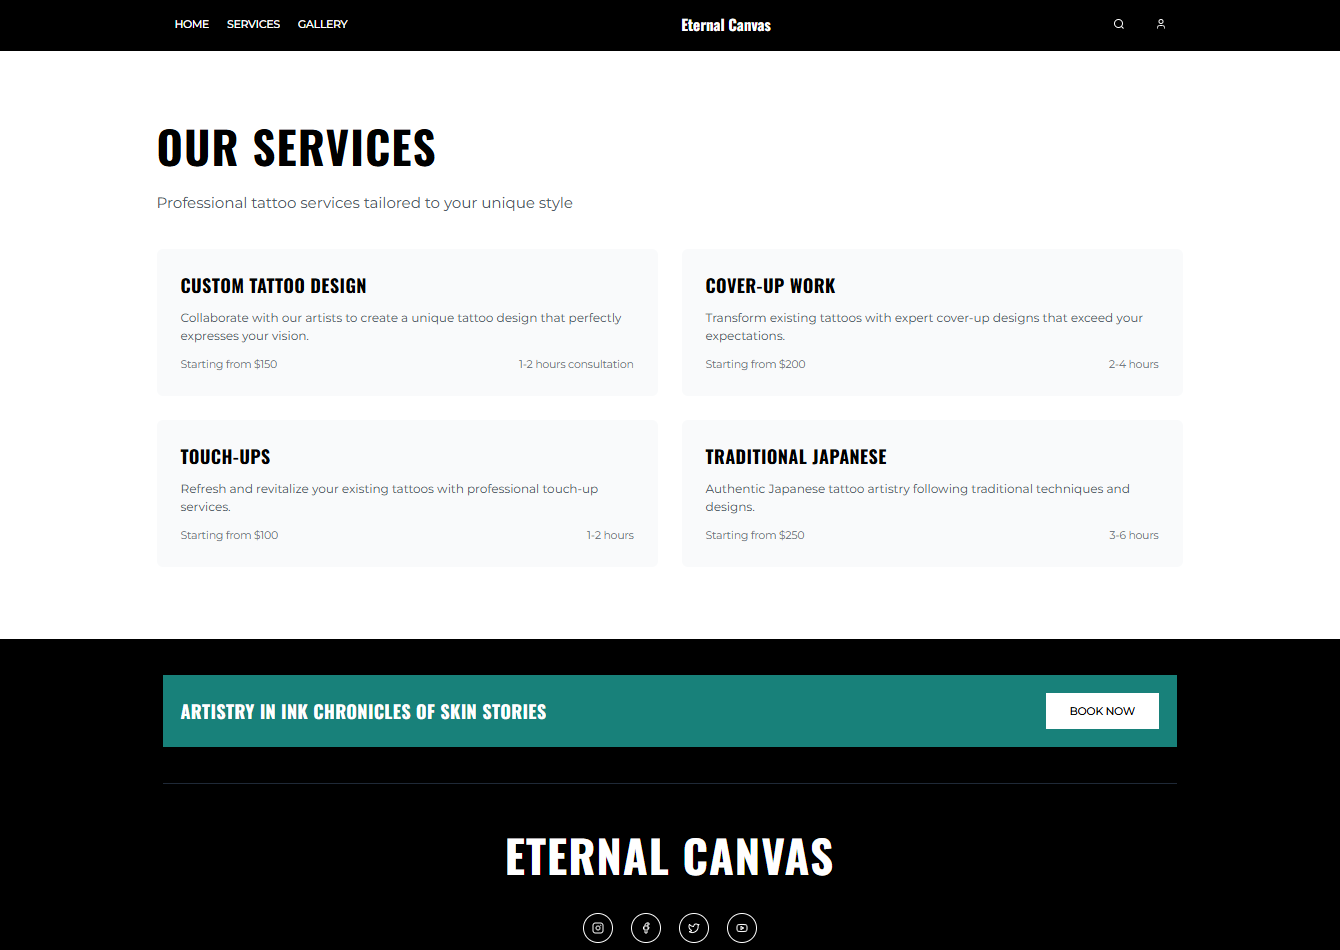 HOME SERVICES GALLERY Eternal Canvas
OUR SERVICES
Professional tattoo services tailored to your unique style
CUSTOM TATTOO DESIGN
Collaborate with our artists to create a unique tattoo design that perfectly
expresses your vision.
Starting from $150 1-2 hours consultation
COVER-UP WORK
Transform existing tattoos with expert cover-up designs that exceed your
expectations.
Starting from $200 2-4 hours
TOUCH-UPS
Refresh and revitalize your existing tattoos with professional touch-up
services.
Starting from $100 1-2 hours
TRADITIONAL JAPANESE
Authentic Japanese tattoo artistry following traditional techniques and
designs.
Starting from $250 3-6 hours
ARTISTRY IN INK CHRONICLES OF SKIN STORIES BOOK NOW
ETERNAL CANVAS